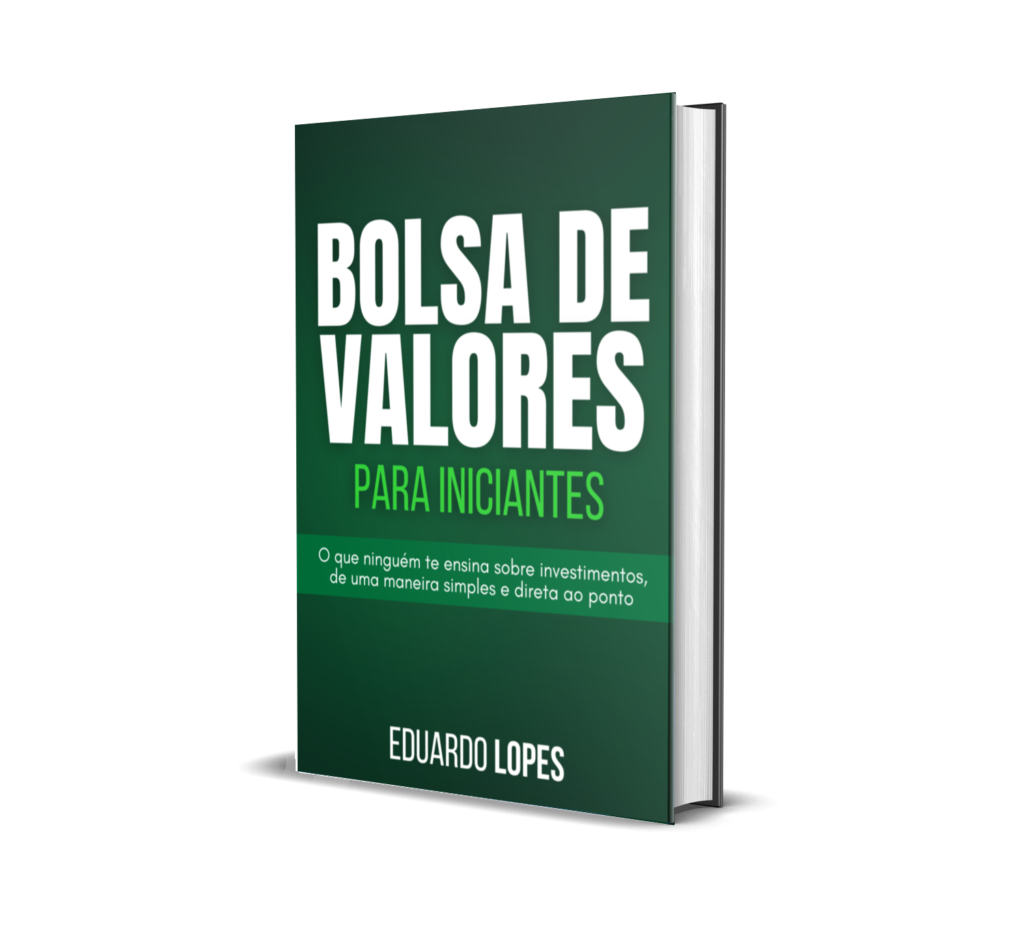 BOLSA DE
VALORES
PARA INICIANTES
O que ninguém te ensina sobre investimentos,
de uma maneira simples e direta ao ponto
EDUARDO LOPES